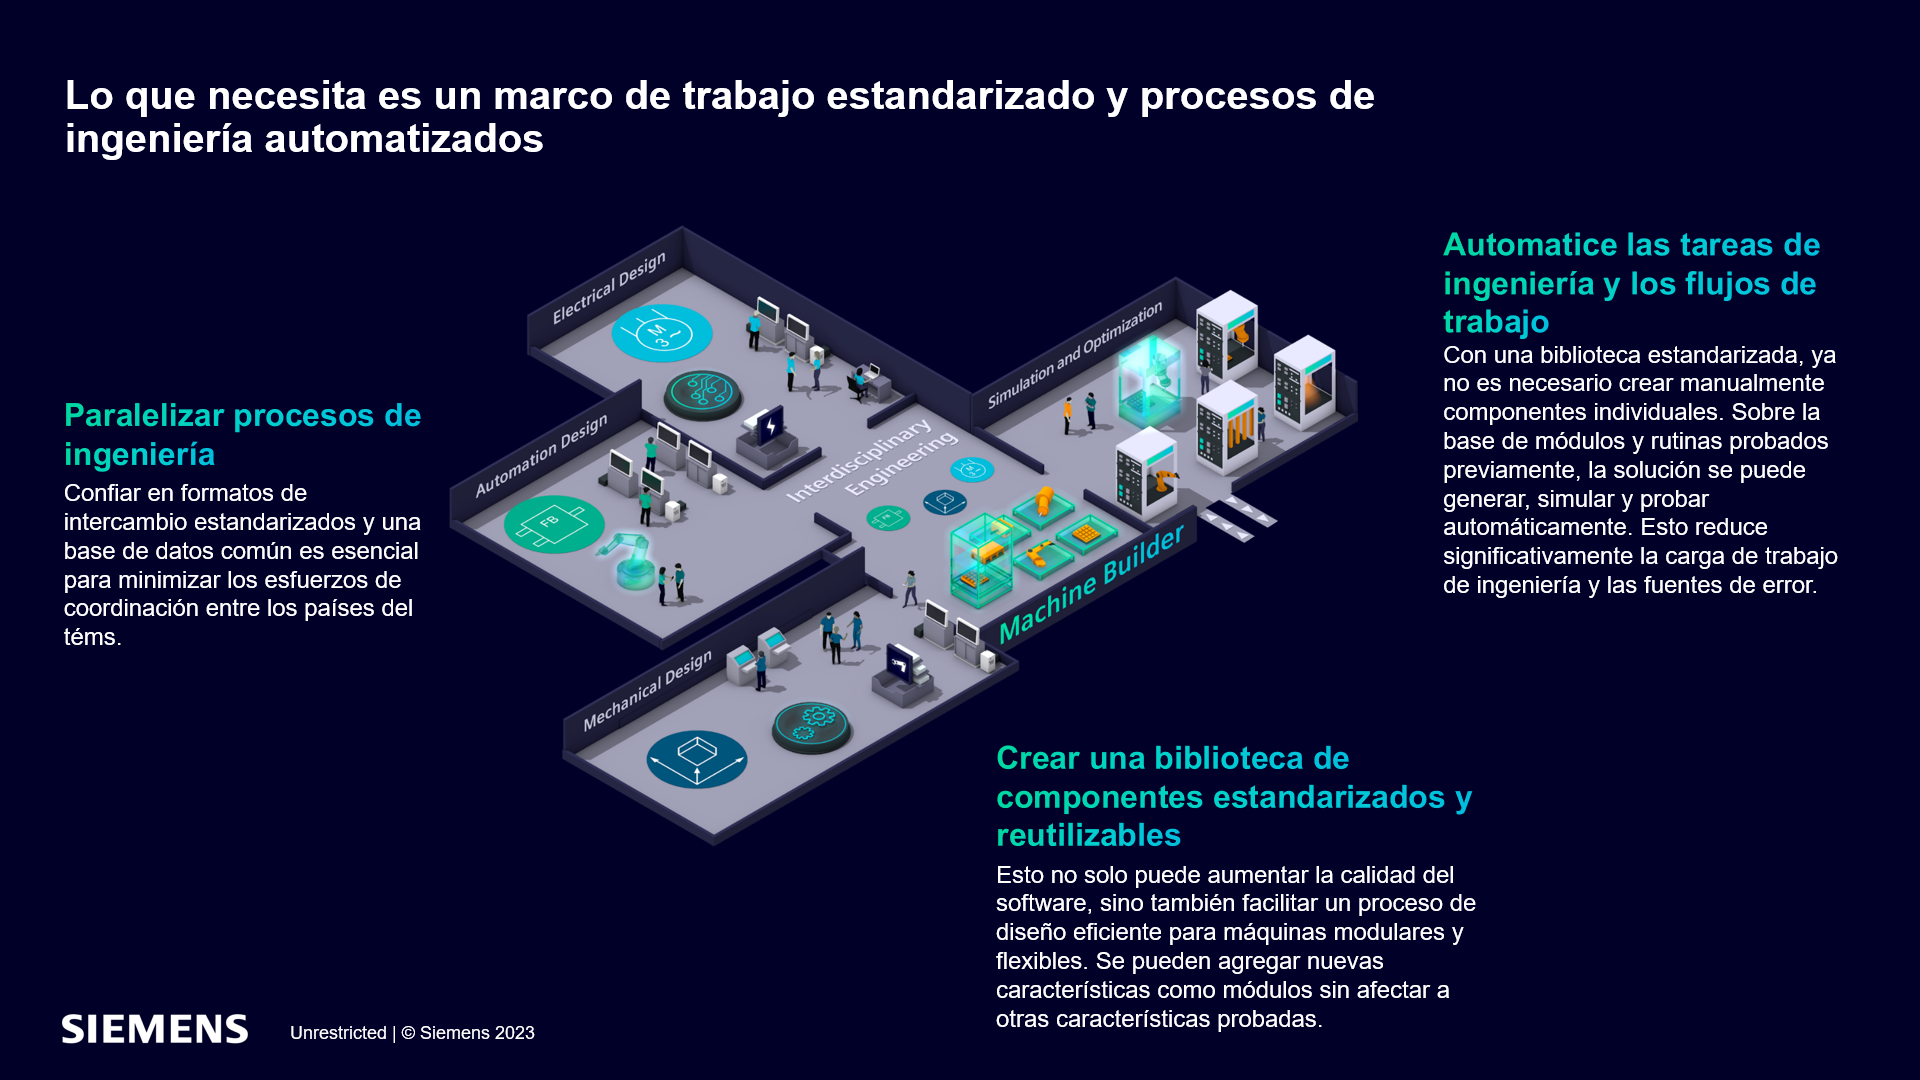 Lo que necesita es un marco de trabajo estandarizado y procesos de
ingeniería automatizados
Paralelizar procesos de
ingeniería
Confiar en formatos de
intercambio estandarizados y una
base de datos común es esencial
para minimizar los esfuerzos de
coordinación entre los países del
téms.
Electrical Design
M
3 ~
Automation Design
FB
Interdisciplinary
Engineering
Simulation and Optimization
Machine Builder
Mechanical Design
Automatice las tareas de
ingeniería y los flujos de
trabajo
Con una biblioteca estandarizada, ya
no es necesario crear manualmente
componentes individuales. Sobre la
base de módulos y rutinas probados
previamente, la solución se puede
generar, simular y probar
automáticamente. Esto reduce
significativamente la carga de trabajo
de ingeniería y las fuentes de error.
Crear una biblioteca de
componentes estandarizados y
reutilizables
Esto no solo puede aumentar la calidad del
software, sino también facilitar un proceso de
diseño eficiente para máquinas modulares y
flexibles. Se pueden agregar nuevas
características como módulos sin afectar a
otras características probadas.
SIEMENS
Unrestricted | © Siemens 2023